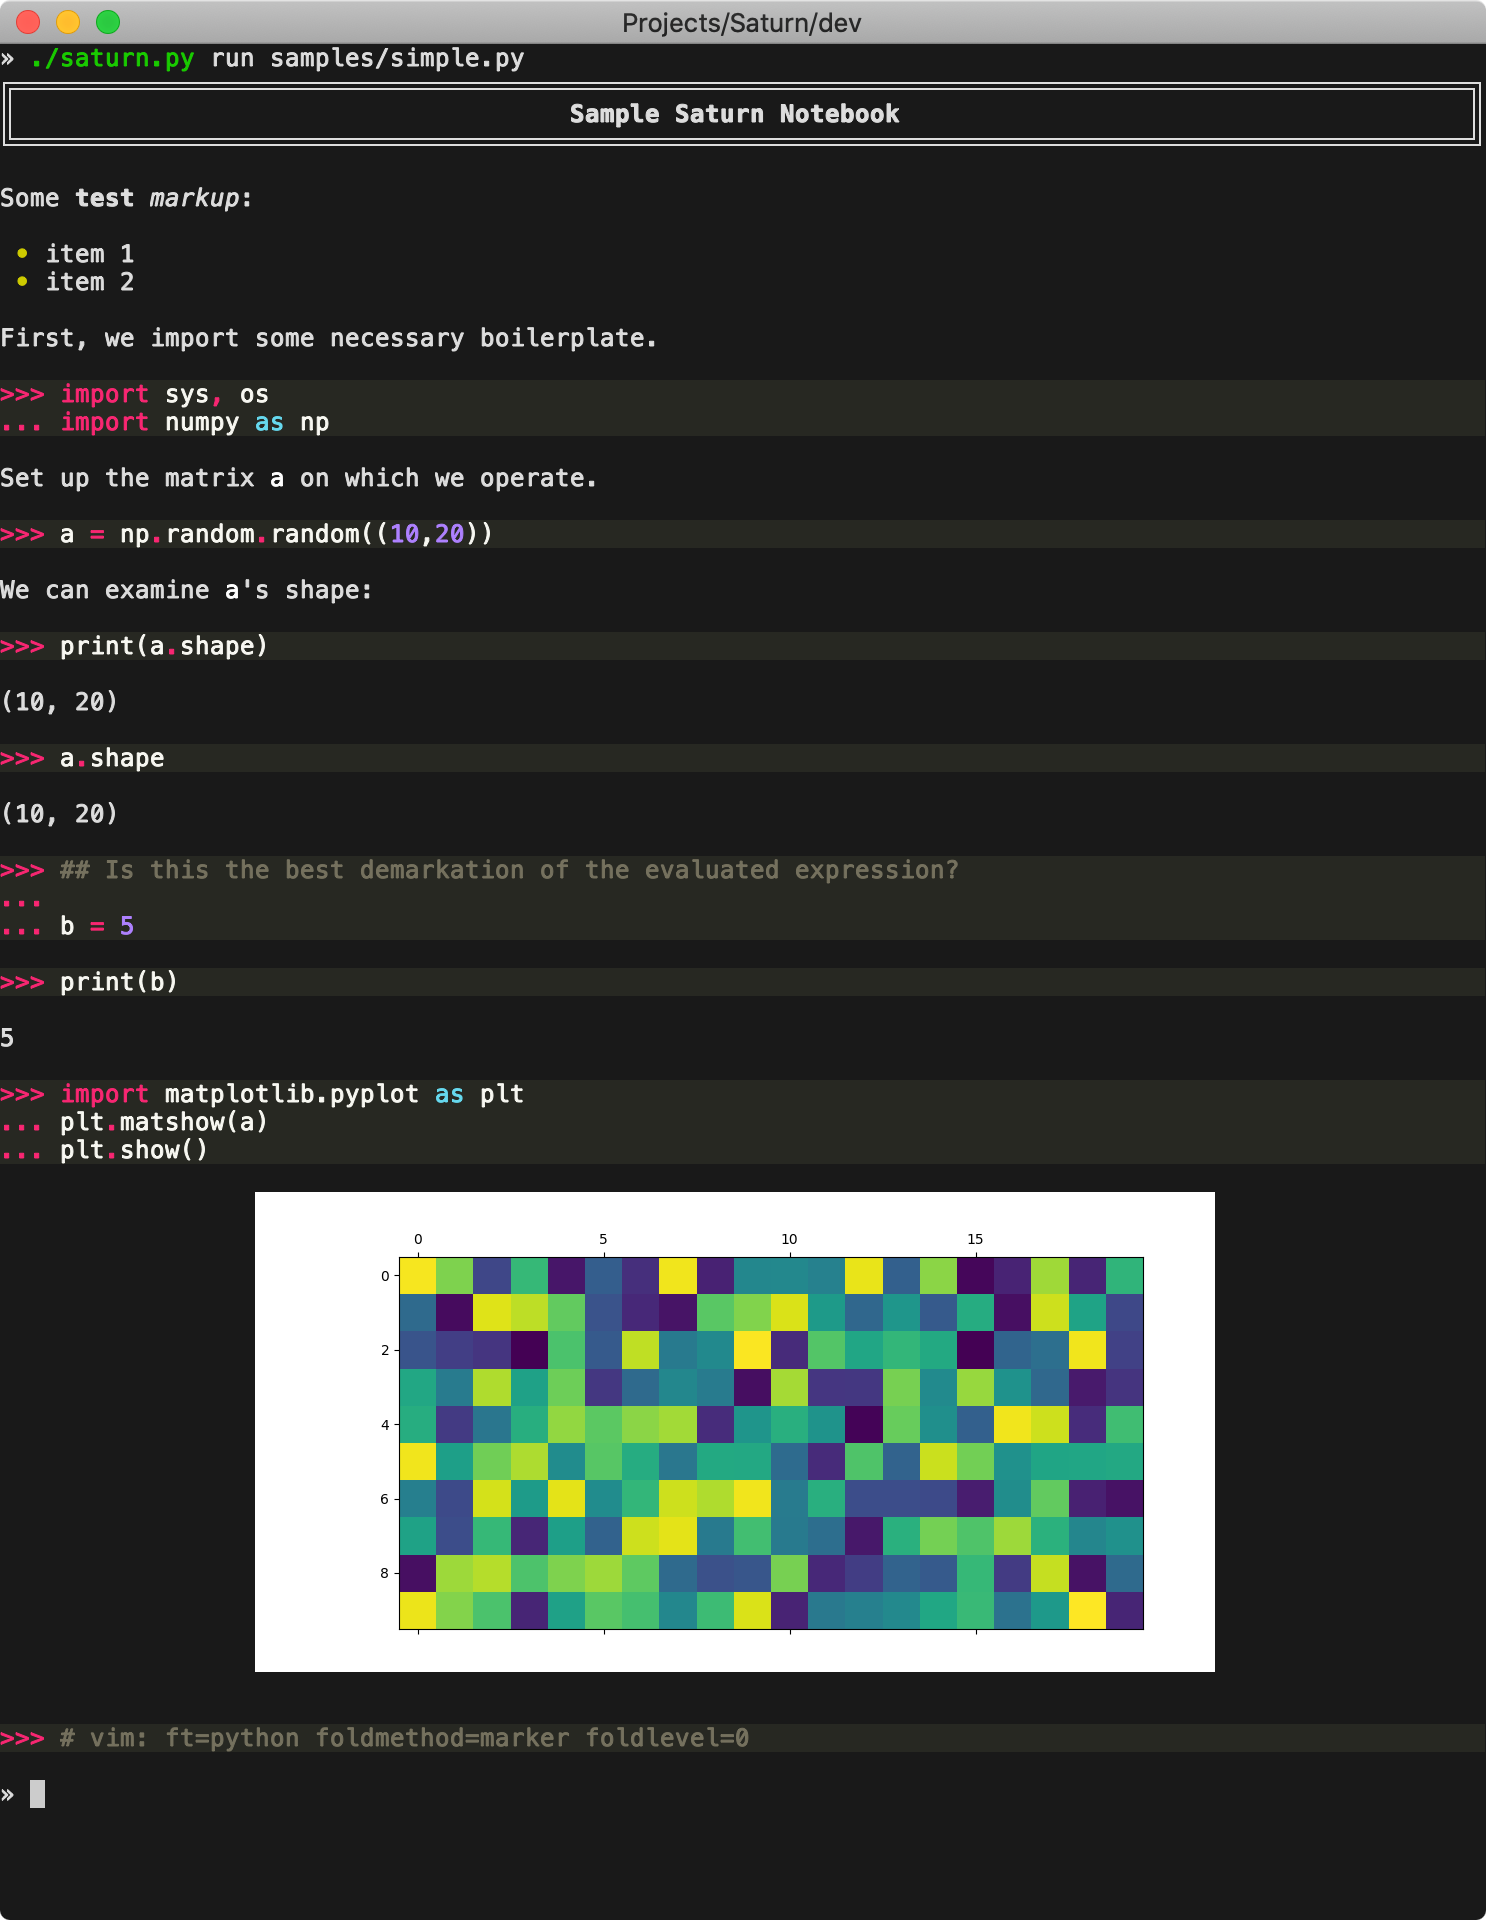 Projects/Saturn/dev
» ./saturn.py run samples/simple.py
Sample Saturn Notebook
Some test markup:
• item 1
• item 2
First, we import some necessary boilerplate.
>>> import sys, os
... import numpy as np
Set up the matrix a on which we operate.
>>> a = np.random.random((10,20))
We can examine a's shape:
>>> print(a.shape)
(10, 20)
>>> a.shape
(10, 20)
>>> ## Is this the best demarkation of the evaluated expression?
...
... b = 5
>>> print(b)
5
>>> import matplotlib.pyplot as plt
... plt.matshow(a)
... plt.show()
0 5 10 15
0
2
4
6
8
>>> # vim: ft=python foldmethod=marker foldlevel=0
»